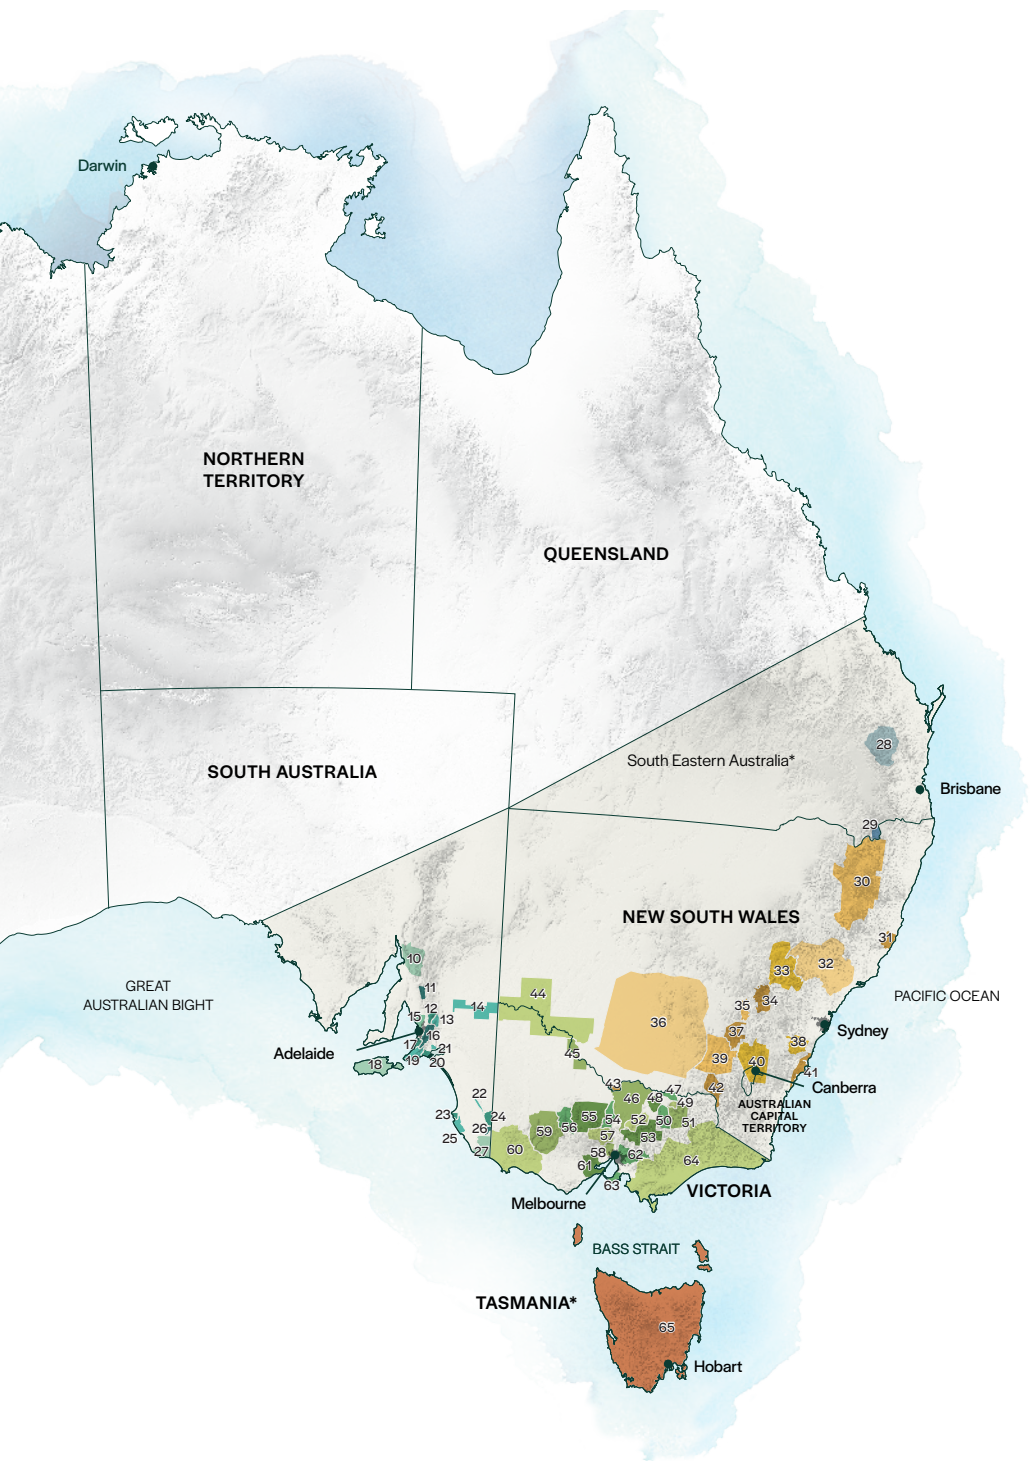 Darwin
NORTHERN
TERRITORY
QUEENSLAND
South Eastern Australia*
28
SOUTH AUSTRALIA
Brisbane
29
30
NEW SOUTH WALES
31
10
33
32
GREAT
AUSTRALIAN BIGHT
11
44
34
PACIFIC OCEAN
14
35
12
15
13
36
37
Sydney
16
38
17
21
Adelaide
45
39
40
18
19
20
41
43
47
42
Canberra
22
46
48
49
AUSTRALIAN
CAPITAL
TERRITORY
23
24
55
54
52
50
51
26
56
25
59
57
53
27
60
58
62
64
61
63
VICTORIA
Melbourne
BASS STRAIT
TASMANIA*
65
Hobart